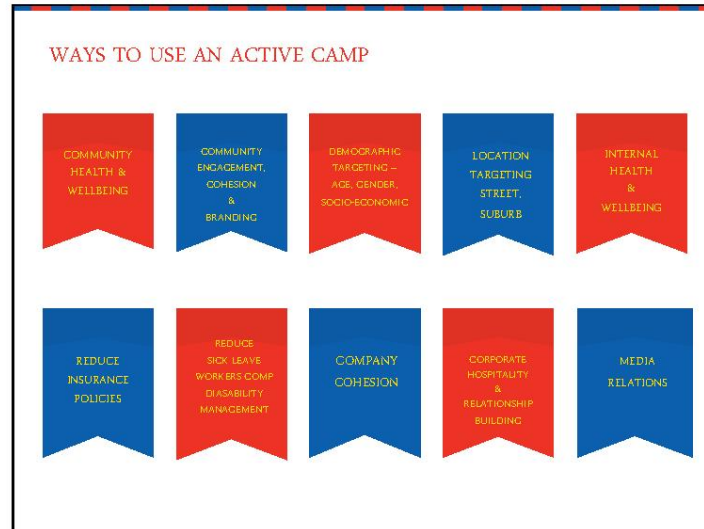 WAYS TO USE AN ACTIVE CAMP
COMMUNITY
HEALTH &
WELLBEING
COMMUNITY
ENGAGEMENT,
COHESION
&
BRANDING
DEMOGRAPHIC
TARGETING –
AGE, GENDER,
SOCIO-ECONOMIC
LOCATION
TARGETING
STREET,
SUBURB
INTERNAL
HEALTH
&
WELLBEING
REDUCE
INSURANCE
POLICIES
REDUCE
SICK LEAVE
WORKERS COMP
DIASABILITY
MANAGEMENT
COMPANY
COHESION
CORPORATE
HOSPITALITY
&
RELATIONSHIP
BUILDING
MEDIA
RELATIONS